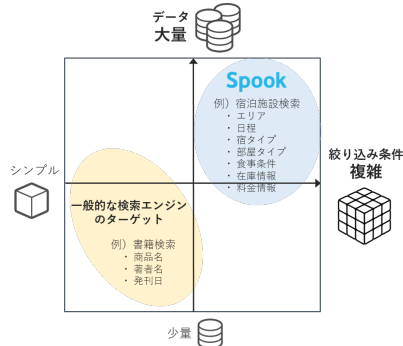 データ
大量
Spook
例）宿泊施設検索
・ エリア
・ 日程
・ 宿タイプ
・ 部屋タイプ
・ 食事条件
・ 在庫情報
・ 料金情報
シンプル
絞り込み条件
複雑
一般的な検索エンジン
のターゲット
例）書籍検索
・ 商品名
・ 著者名
・ 発刊日
少量